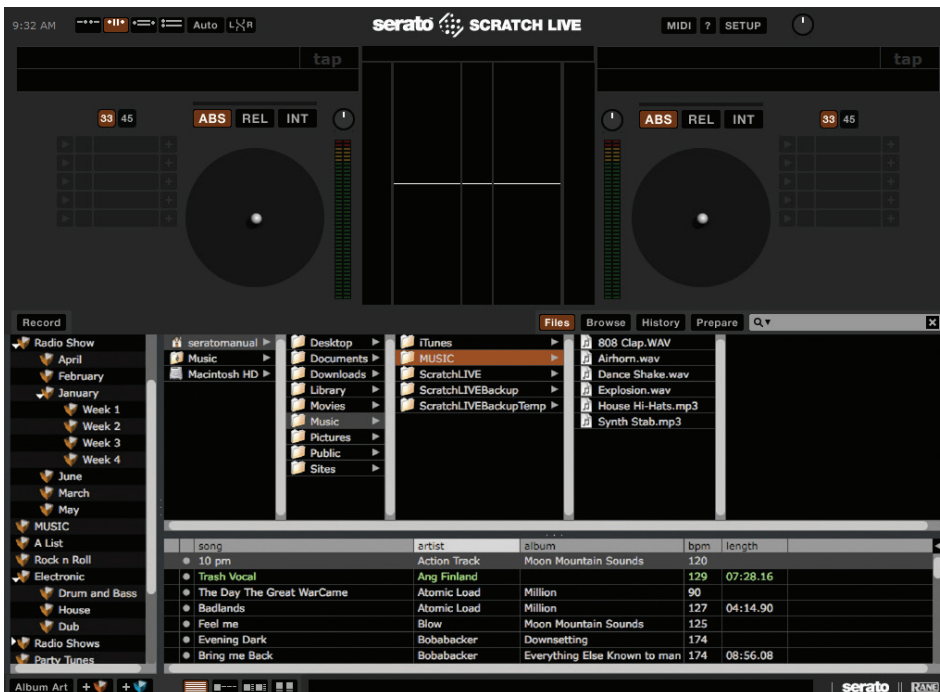 9:32 AM Auto L R serato SCRATCH LIVE MIDI ? SETUP
tap tap
33 45 ABS REL INT ABS REL INT 33 45
Record Files Browse History Prepare
Radio Show
April
February
January
Week 1
Week 2
Week 3
Week 4
June
March
May
MUSIC
A List
Rock n Roll
Electronic
Drum and Bass
House
Dub
Radio Shows
Party Tunes
seratomanual
Music
Macintosh HD
Desktop
Documents
Downloads
Library
Movies
Music
Pictures
Public
Sites
iTunes
MUSIC
ScratchLIVE
ScratchLIVEBackup
ScratchLIVEBackupTemp
808 Clap.WAV
Airhorn.wav
Dance Shake.wav
Explosion.wav
House Hi-Hats.mp3
Synth Stab.mp3
song artist album bpm length
10 pm Action Track Moon Mountain Sounds 120
Trash Vocal Ang Finland 129 07:28.16
The Day The Great WarCame Atomic Load Million 90
Badlands Atomic Load Million 127 04:14.90
Feel me Blow Moon Mountain Sounds 125
Evening Dark Bobabacker Downsetting 174
Bring me Back Bobabacker Everything Else Known to man 174 08:56.08
Album Art + + serato RANE